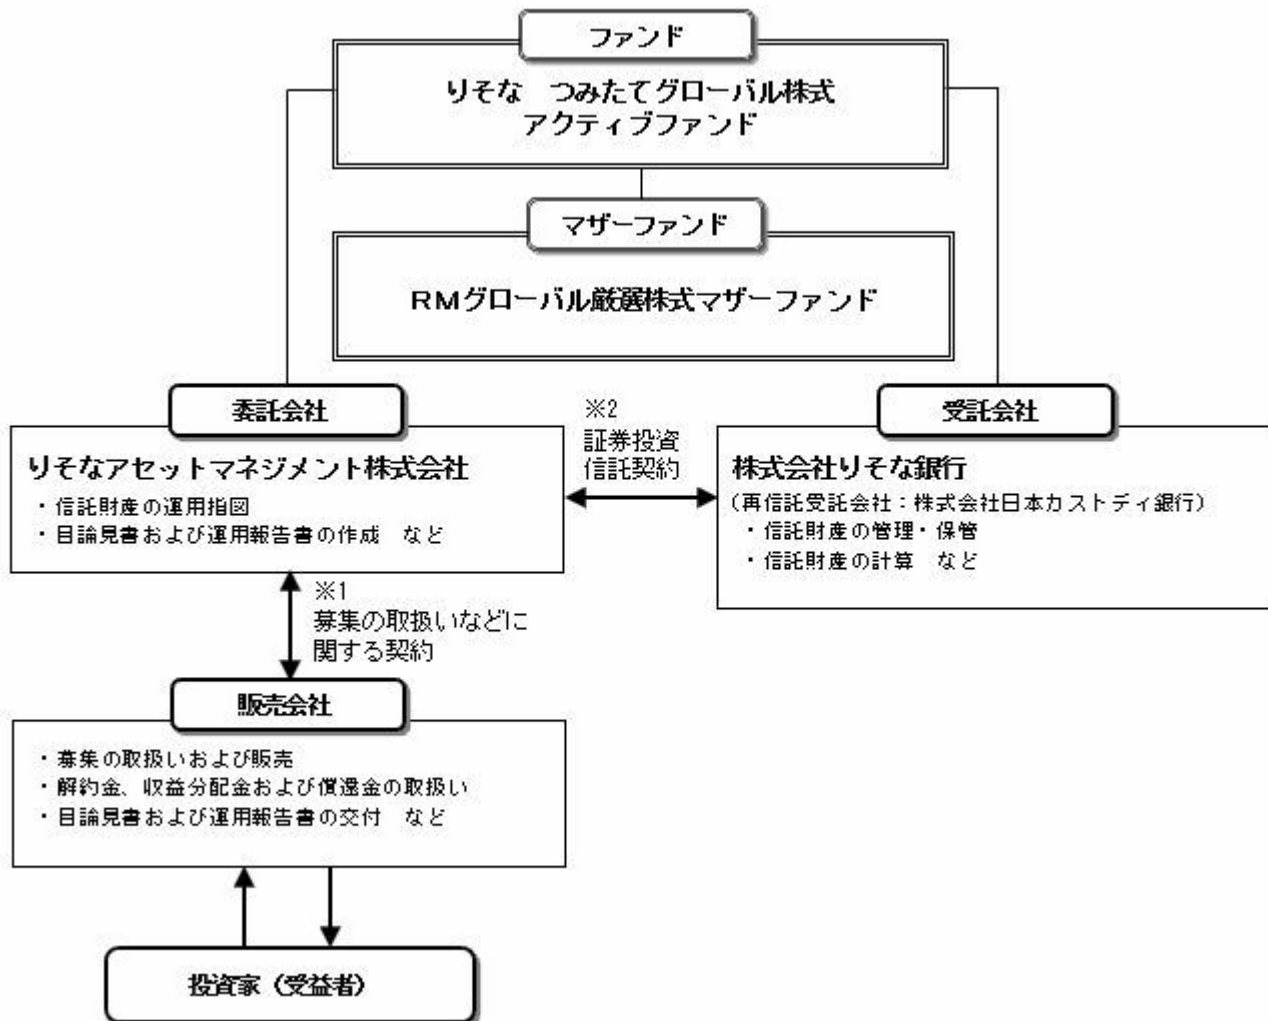 ファンド
りそな　つみたてグローバル株式
アクティブファンド
マザーファンド
ＲＭグローバル厳選株式マザーファンド
委託会社
りそなアセットマネジメント株式会社
・信託財産の運用指図
・目論見書および運用報告書の作成　など
※2
証券投資
信託契約
受託会社
株式会社りそな銀行
(再信託受託会社：株式会社日本カストディ銀行)
・信託財産の管理・保管
・信託財産の計算　など
※1
募集の取扱いなどに
関する契約
販売会社
・募集の取扱いおよび販売
・解約金、収益分配金および償還金の取扱い
・目論見書および運用報告書の交付　など
投資家（受益者）